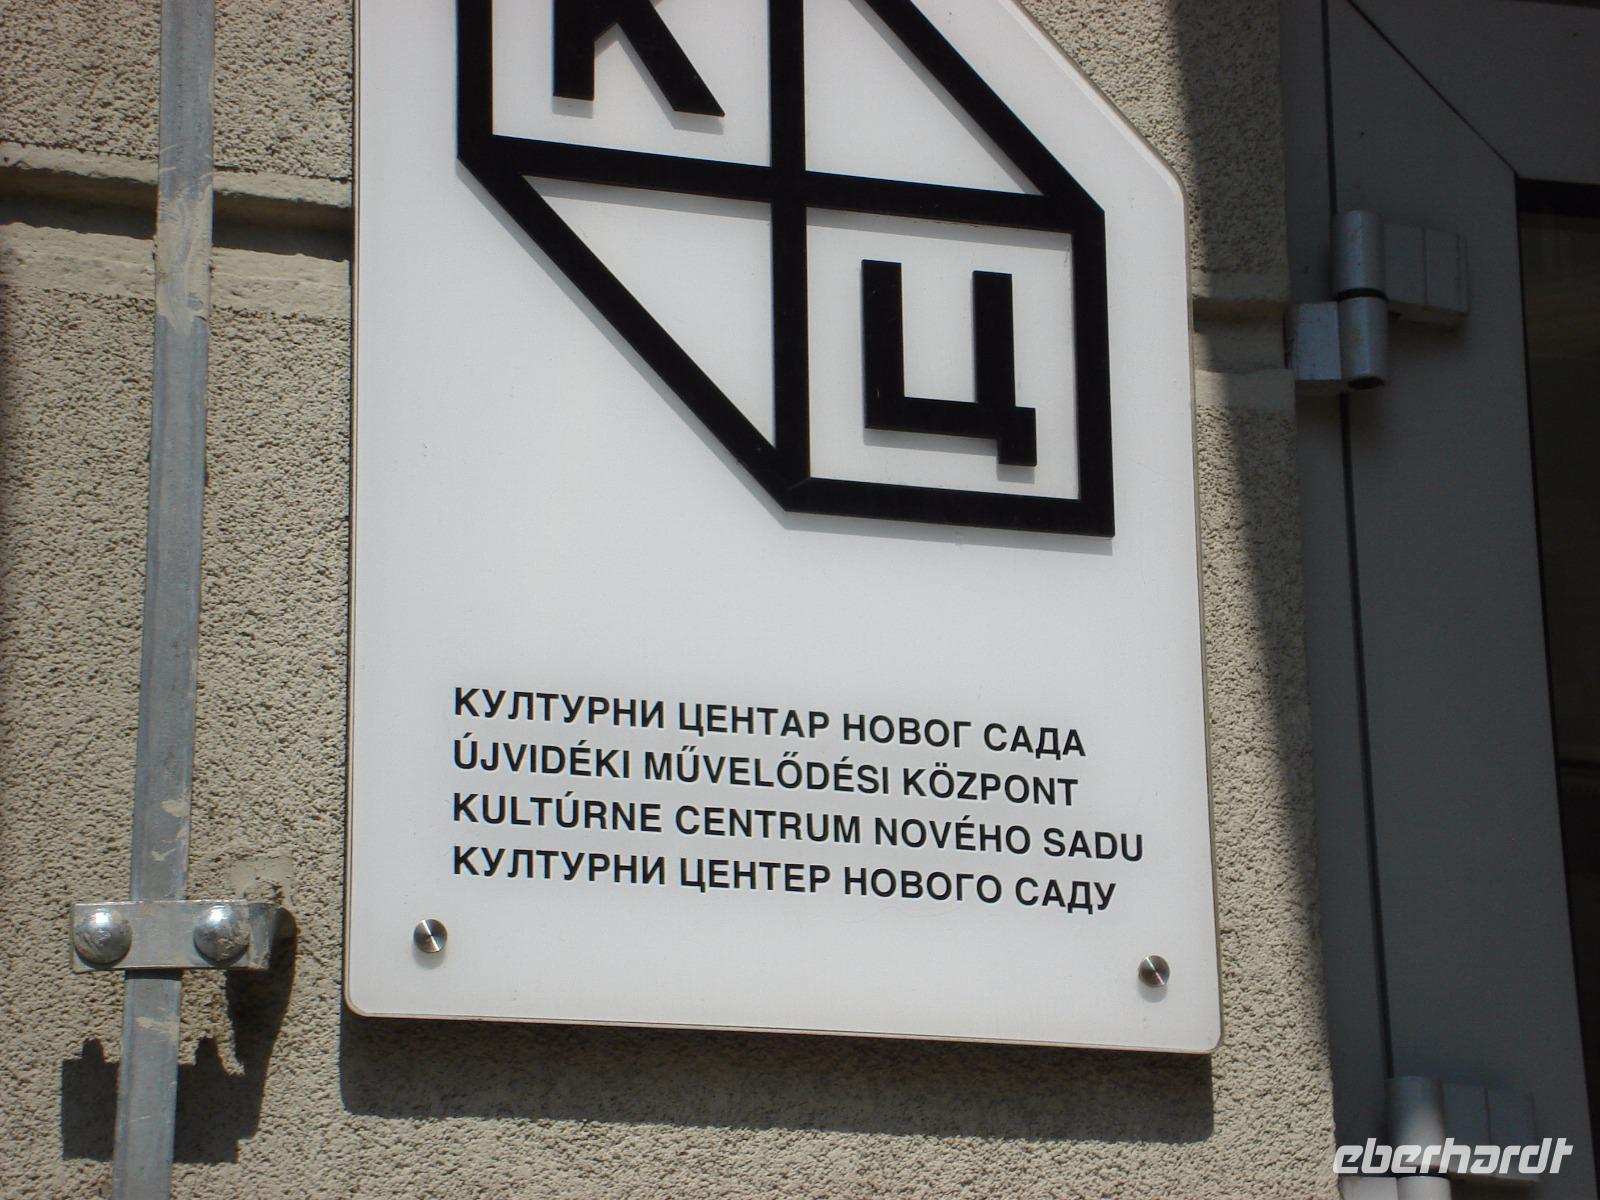 К
Ц
КУЛТУРНИ ЦЕНТАР НОВОГ САДА
ÚJVIDÉKI MŰVELŐDÉSI KÖZPONT
KULTÚRNE CENTRUM NOVÉHO SADU
КУЛТУРНИ ЦЕНТЕР НОВОГО САДУ
eberhardt